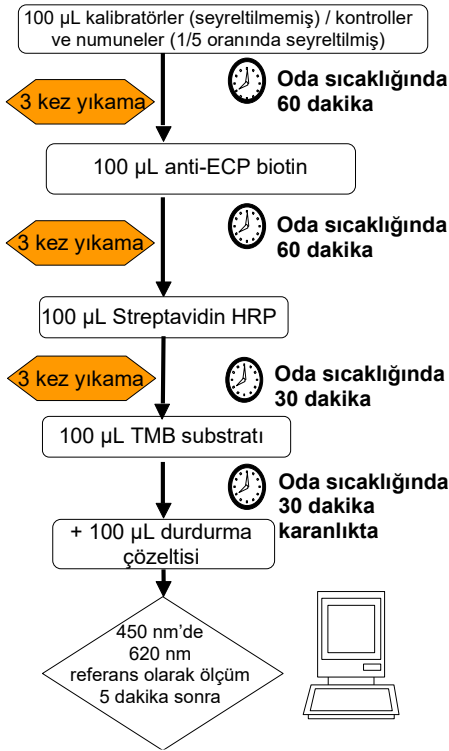 100 µL kalibratörler (seyreltilmemiş) / kontroller
ve numuneler (1/5 oranında seyreltilmiş)
Oda sıcaklığında
60 dakika
3 kez yıkama
100 µL anti-ECP biotin
Oda sıcaklığında
60 dakika
3 kez yıkama
100 µL Streptavidin HRP
Oda sıcaklığında
30 dakika
3 kez yıkama
100 µL TMB substratı
Oda sıcaklığında
30 dakika
karanlıkta
+ 100 µL durdurma
çözeltisi
450 nm’de
620 nm
referans olarak ölçüm
5 dakika sonra